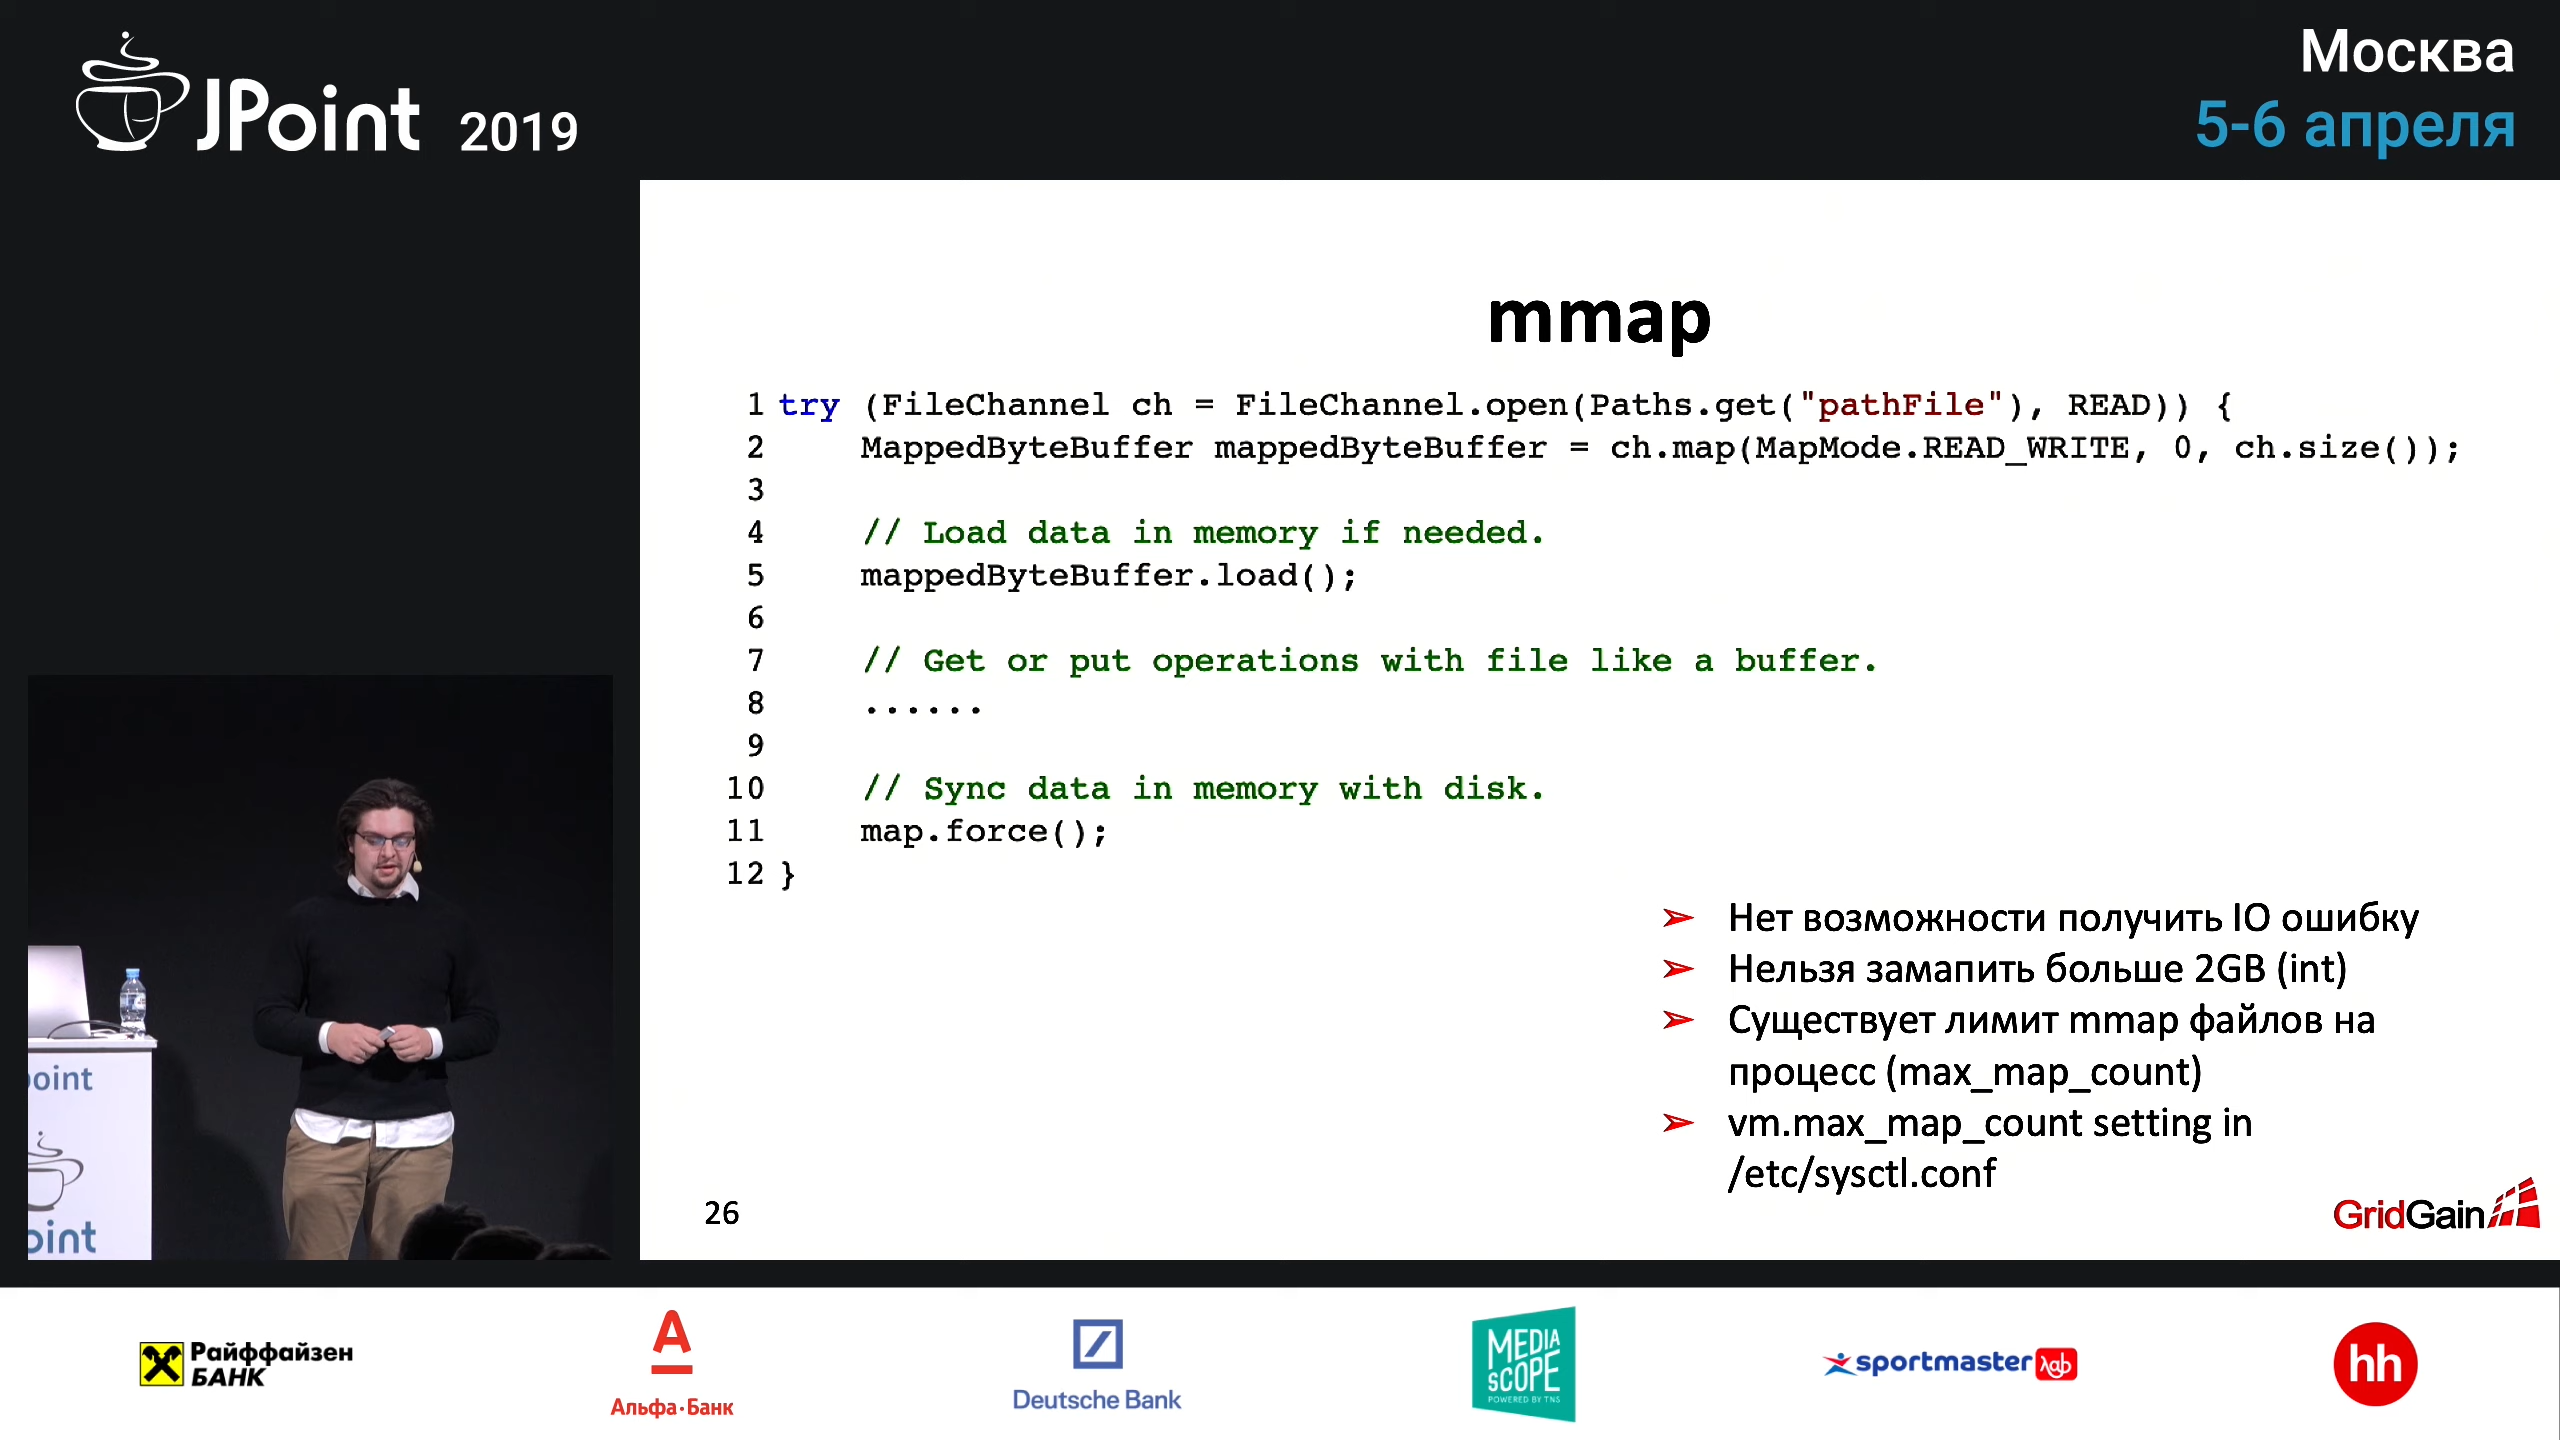 JPoint 2019
Москва
5-6 апреля
mmap
1 try (FileChannel ch = FileChannel.open(Paths.get("pathFile"), READ)) {
2     MappedByteBuffer mappedByteBuffer = ch.map(MapMode.READ_WRITE, 0, ch.size());
3
4     // Load data in memory if needed.
5     mappedByteBuffer.load();
6
7     // Get or put operations with file like a buffer.
8     ......
9
10     // Sync data in memory with disk.
11     map.force();
12 }
➢ Нет возможности получить IO ошибку
➢ Нельзя замапить больше 2GB (int)
➢ Существует лимит mmap файлов на
процесс (max_map_count)
➢ vm.max_map_count setting in
/etc/sysctl.conf
26
GridGain
point
oint
Райффайзен
БАНК
Альфа·Банк
Deutsche Bank
MEDIA
SCOPE
POWERED BY TNS
sportmaster лаб
hh